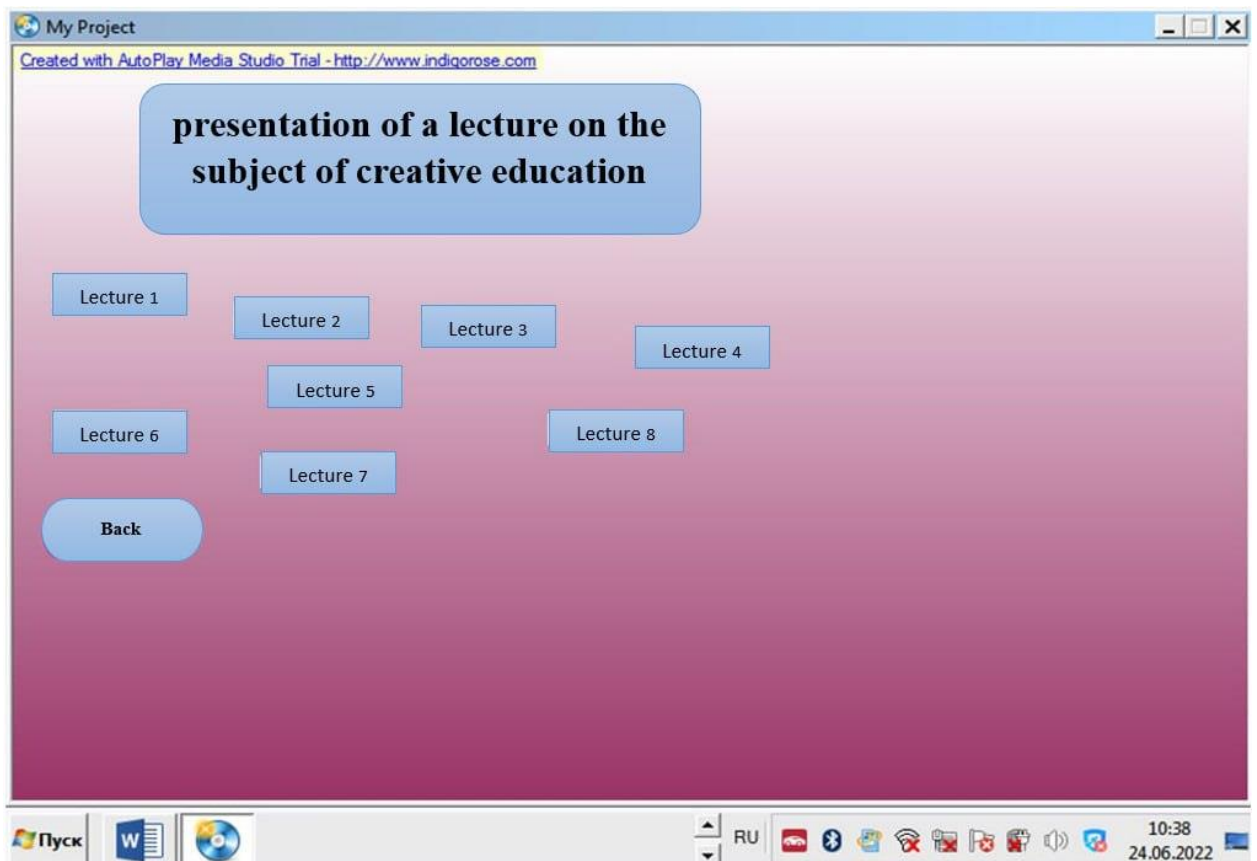 My Project
Created with AutoPlay Media Studio Trial - http://www.indigorose.com
presentation of a lecture on the
subject of creative education
Lecture 1
Lecture 2
Lecture 3
Lecture 4
Lecture 5
Lecture 6
Lecture 8
Lecture 7
Back
Пуск
W
RU
10:38
24.06.2022